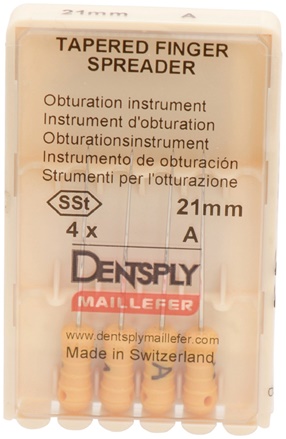 21mm A
TAPERED FINGER
SPREADER
Obturation instrument
Instrument d'obturation
Obturationsinstrument
Instrumento de obturación
Strumenti per l'otturazione
SSt 21mm
4 x A
DENTSPLY
MAILLEFER
www.dentsplymaillefer.com
Made in Switzerland
A